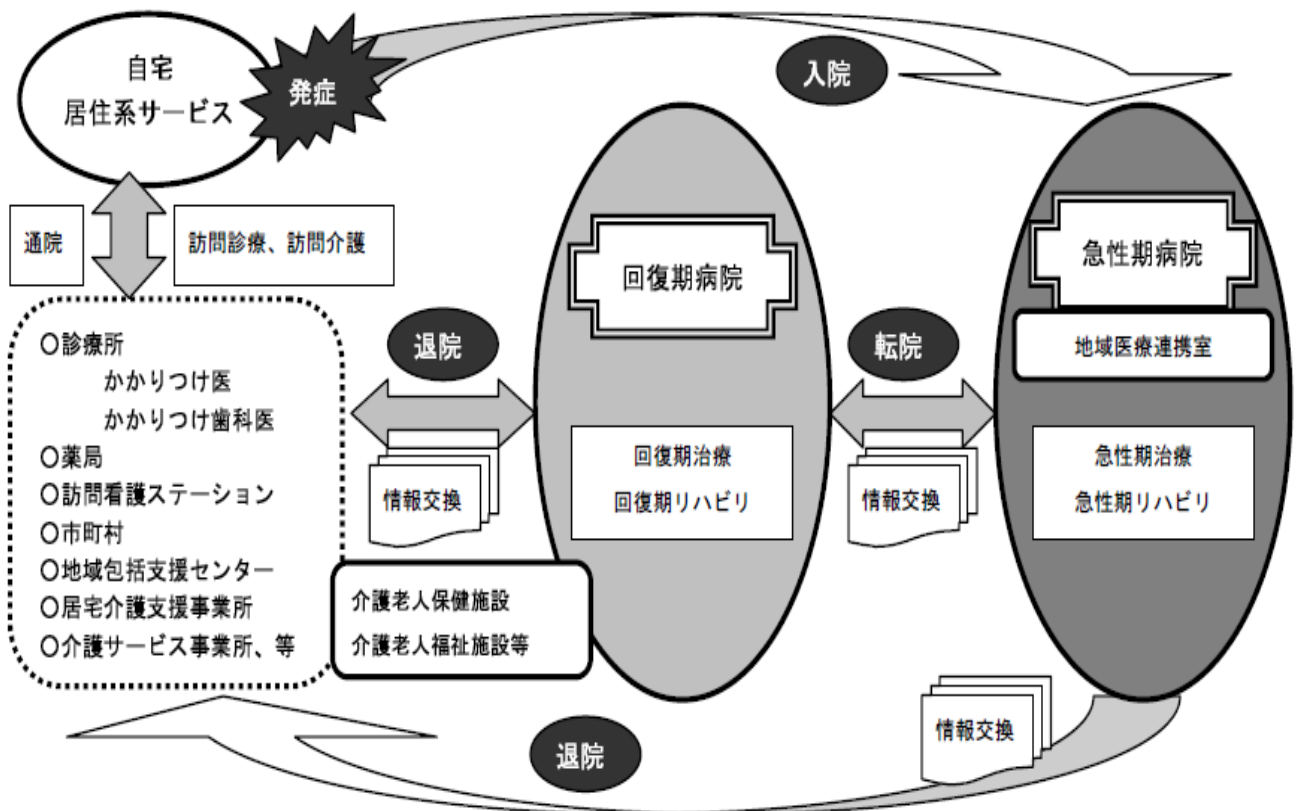 自宅
居住系サービス
発症
入院
通院
訪問診療、訪問介護
○診療所
かかりつけ医
かかりつけ歯科医
○薬局
○訪問看護ステーション
○市町村
○地域包括支援センター
○居宅介護支援事業所
○介護サービス事業所、等
退院
情報交換
介護老人保健施設
介護老人福祉施設等
回復期病院
回復期治療
回復期リハビリ
転院
情報交換
急性期病院
地域医療連携室
急性期治療
急性期リハビリ
情報交換
退院